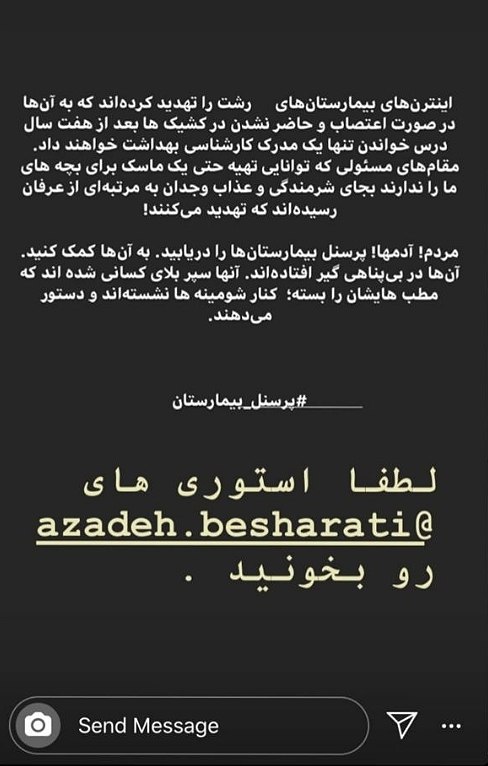 اینترن‌های بیمارستان‌های رشت را تهدید کرده‌اند که به آن‌ها
در صورت اعتصاب و حاضر نشدن در کشیک ها بعد از هفت سال
درس خواندن تنها یک مدرک کارشناسی بهداشت خواهند داد.
مقام‌های مسئولی که توانایی تهیه حتی یک ماسک برای بچه های
ما را ندارند بجای شرمندگی و عذاب وجدان به مرتبه‌ای از عرفان
رسیده‌اند که تهدید می‌کنند!
مردم! آدمها! پرسنل بیمارستان‌ها را دریابید. به آن‌ها کمک کنید.
آن‌ها در بی‌پناهی گیر افتاده‌اند. آنها سپر بلای کسانی شده اند که
مطب هایشان را بسته؛ کنار شومینه ها نشسته‌اند و دستور
می‌دهند.
#پرسنل_بیمارستان______
لطفا استوری های
@azadeh.besharati
رو بخونید .
Send Message